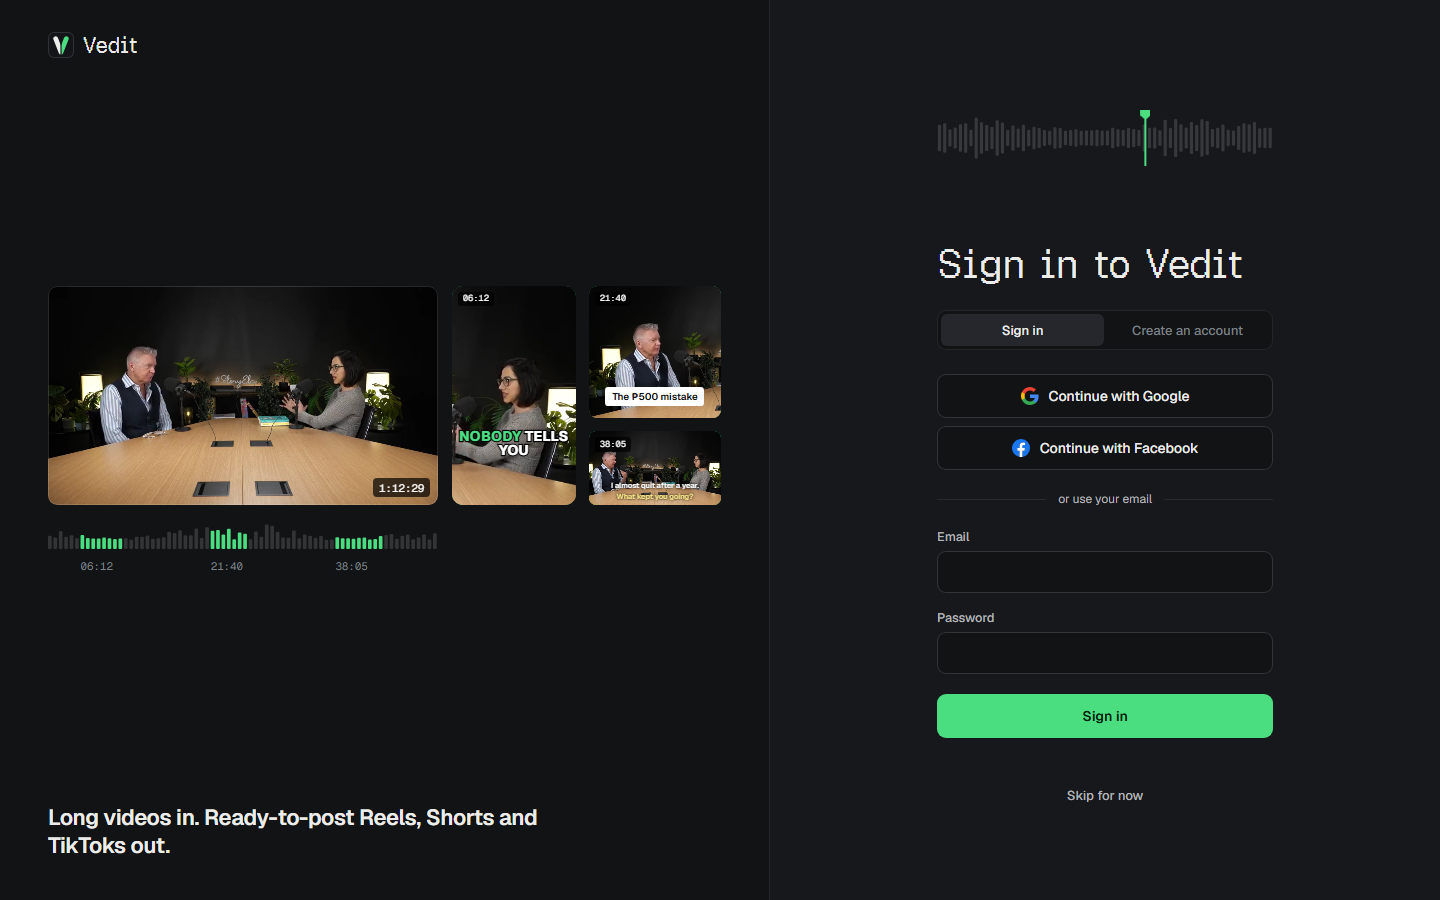 Vedit
#StoryElse
1:12:29
06:12
NOBODY TELLS
YOU
21:40
The ₱500 mistake
38:05
I almost quit after a year.
What kept you going?
06:12
21:40
38:05
Long videos in. Ready-to-post Reels, Shorts and
TikToks out.
Sign in to Vedit
Sign in
Create an account
Continue with Google
Continue with Facebook
or use your email
Email
Password
Sign in
Skip for now